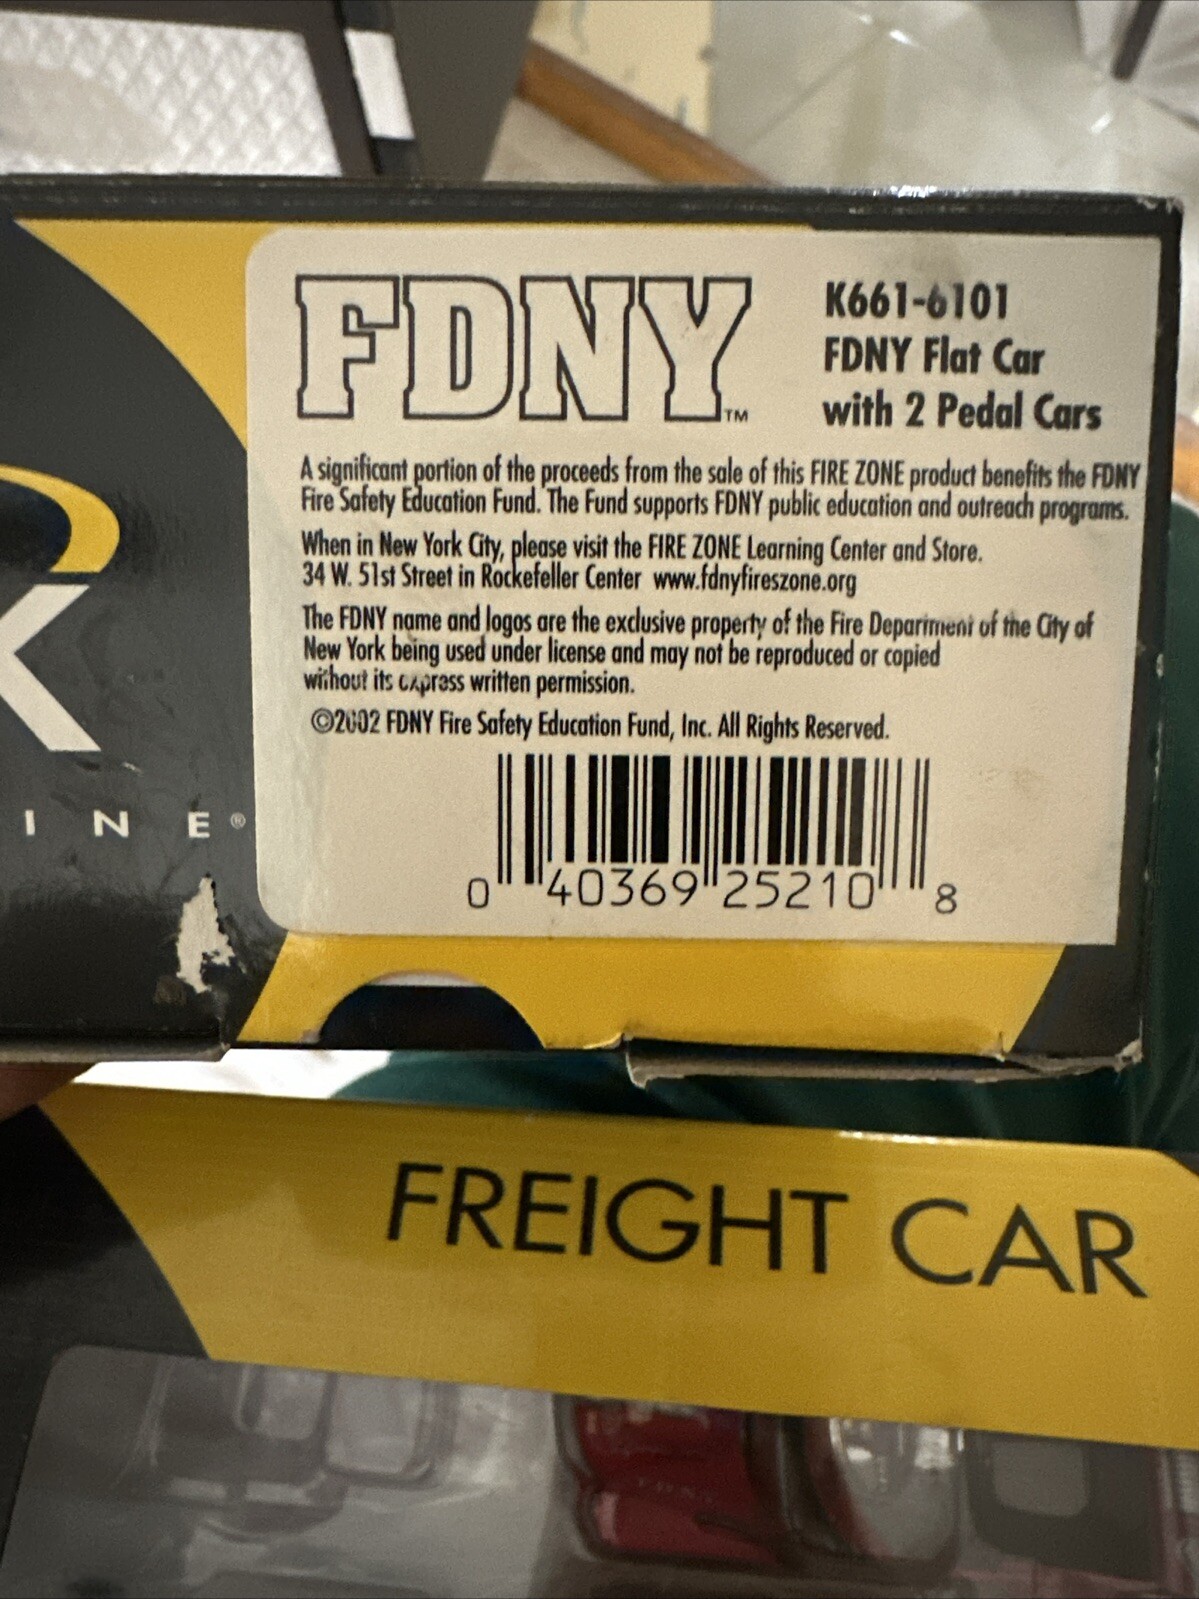 FDNY™
K661-6101
FDNY Flat Car
with 2 Pedal Cars
A significant portion of the proceeds from the sale of this FIRE ZONE product benefits the FDNY
Fire Safety Education Fund. The Fund supports FDNY public education and outreach programs.
When in New York City, please visit the FIRE ZONE Learning Center and Store.
34 W. 51st Street in Rockefeller Center www.fdnyfireszone.org
The FDNY name and logos are the exclusive property of the Fire Department of the City of
New York being used under license and may not be reproduced or copied
without its express written permission.
©2002 FDNY Fire Safety Education Fund, Inc. All Rights Reserved.
0 40369 25210 8
K
INE®
FREIGHT CAR